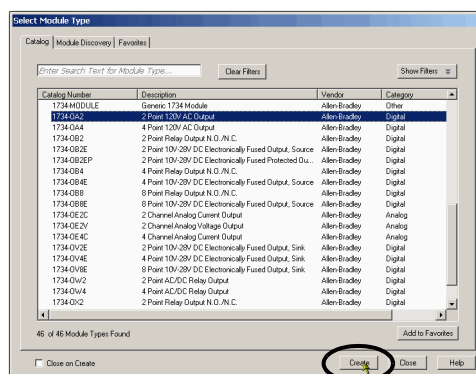 Select Module Type
Catalog Module Discovery Favorites
Enter Search Text for Module Type... Clear Filters Show Filters
Catalog Number Description Vendor Category
1734-MODULE Generic 1734 Module Allen-Bradley Other
1734-OA2 2 Point 120V AC Output Allen-Bradley Digital
1734-OA4 4 Point 120V AC Output Allen-Bradley Digital
1734-OB2 2 Point Relay Output N.O./N.C. Allen-Bradley Digital
1734-OB2E 2 Point 10V-28V DC Electronically Fused Output, Source Allen-Bradley Digital
1734-OB2EP 2 Point 10V-28V DC Electronically Fused Protected Ou... Allen-Bradley Digital
1734-OB4 4 Point Relay Output N.O./N.C. Allen-Bradley Digital
1734-OB4E 4 Point 10V-28V DC Electronically Fused Output, Source Allen-Bradley Digital
1734-OB8 8 Point Relay Output N.O./N.C. Allen-Bradley Digital
1734-OB8E 8 Point 10V-28V DC Electronically Fused Output, Source Allen-Bradley Digital
1734-OE2C 2 Channel Analog Current Output Allen-Bradley Analog
1734-OE2V 2 Channel Analog Voltage Output Allen-Bradley Analog
1734-OE4C 4 Channel Analog Current Output Allen-Bradley Analog
1734-OV2E 2 Point 10V-28V DC Electronically Fused Output, Sink Allen-Bradley Digital
1734-OV4E 4 Point 10V-28V DC Electronically Fused Output, Sink Allen-Bradley Digital
1734-OV8E 8 Point 10V-28V DC Electronically Fused Output, Sink Allen-Bradley Digital
1734-OW2 2 Point AC/DC Relay Output Allen-Bradley Digital
1734-OW4 4 Point AC/DC Relay Output Allen-Bradley Digital
1734-OX2 2 Point Relay Output N.O./N.C. Allen-Bradley Digital
46 of 46 Module Types Found Add to Favorites
Close on Create Create Close Help